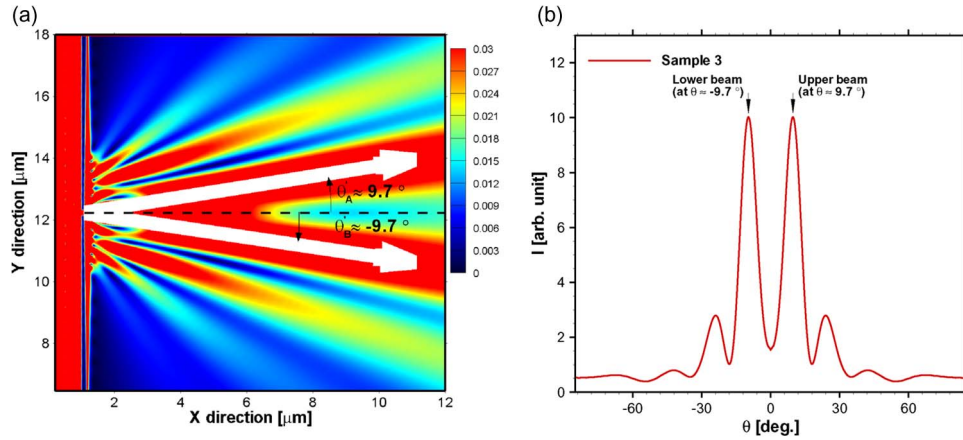 (a)
18
16
14
12
10
8
2
4
6
8
10
12
Y direction [μm]
X direction [μm]
θ'A ≈ 9.7 °
θ'B ≈ -9.7 °
0.03
0.027
0.024
0.021
0.018
0.015
0.012
0.009
0.006
0.003
0
(b)
12
10
8
6
4
2
0
I [arb. unit]
Sample 3
Lower beam
(at θ ≈ -9.7 °)
Upper beam
(at θ ≈ 9.7 °)
-60
-30
0
30
60
θ [deg.]